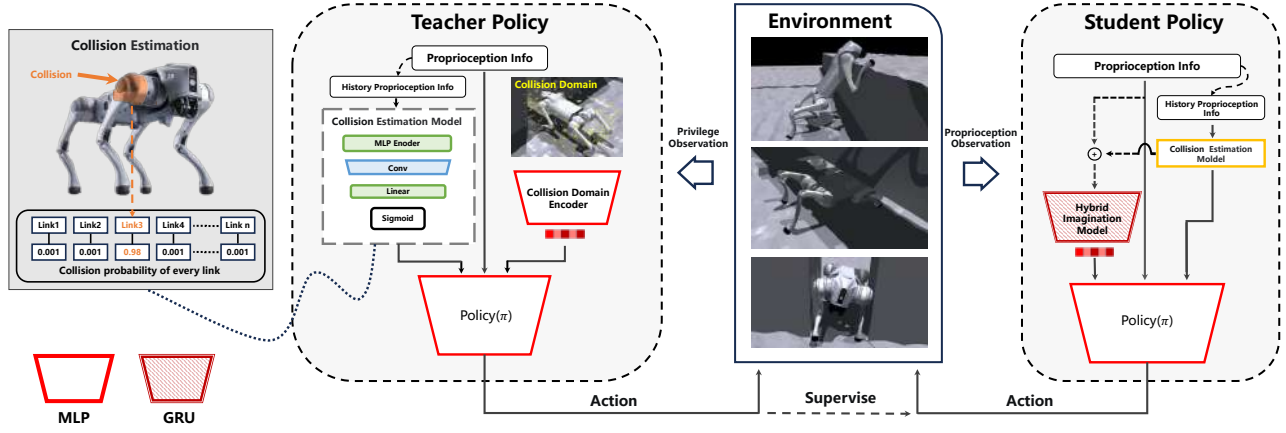 Collision Estimation
Collision
Link1
Link2
Link3
Link4
Link n
0.001
0.001
0.98
0.001
0.001
Collision probability of every link
MLP
GRU
Teacher Policy
Proprioception Info
History Proprioception Info
Collision Domain
Collision Estimation Model
MLP Enoder
Conv
Linear
Sigmoid
Collision Domain
Encoder
Policy(π)
Action
Privilege
Observation
Environment
Supervise
Proprioception
Observation
Student Policy
Proprioception Info
History Proprioception
Info
Collision Estimation
Moldel
+
Hybrid
Imagination
Model
Policy(π)
Action